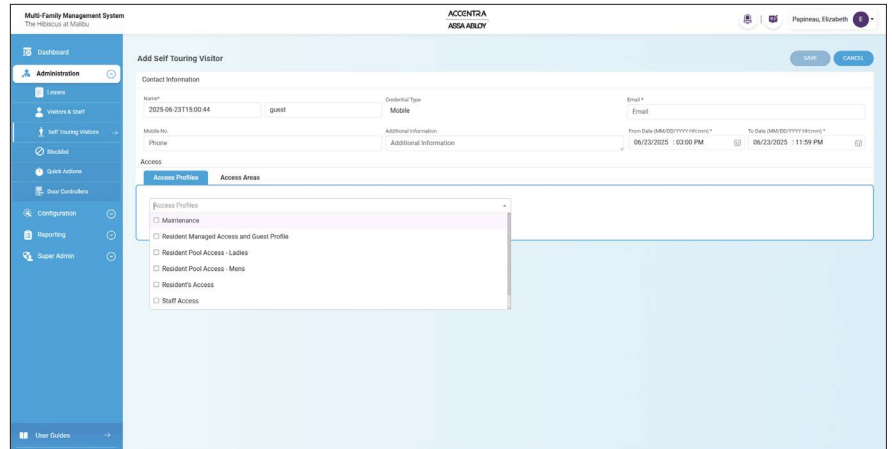 Multi-Family Management System
The Hibiscus at Malibu
ACCENTRA
ASSA ABLOY
Papineau, Elizabeth E
Dashboard
Administration
Leases
Visitors & Staff
Self Touring Visitors
Blocklist
Quick Actions
Door Controllers
Configuration
Reporting
Super Admin
User Guides
Add Self Touring Visitor
SAVE CANCEL
Contact Information
Name* Credential Type Email *
2025-06-23T15:00:44 guest Mobile Email
Mobile No. Additional Information From Date (MM/DD/YYYY HH:mm) * To Date (MM/DD/YYYY HH:mm) *
Phone Additional Information 06/23/2025 : 03:00 PM 06/23/2025 : 11:59 PM
Access
Access Profiles Access Areas
Access Profiles
Maintenance
Resident Managed Access and Guest Profile
Resident Pool Access - Ladies
Resident Pool Access - Mens
Resident's Access
Staff Access